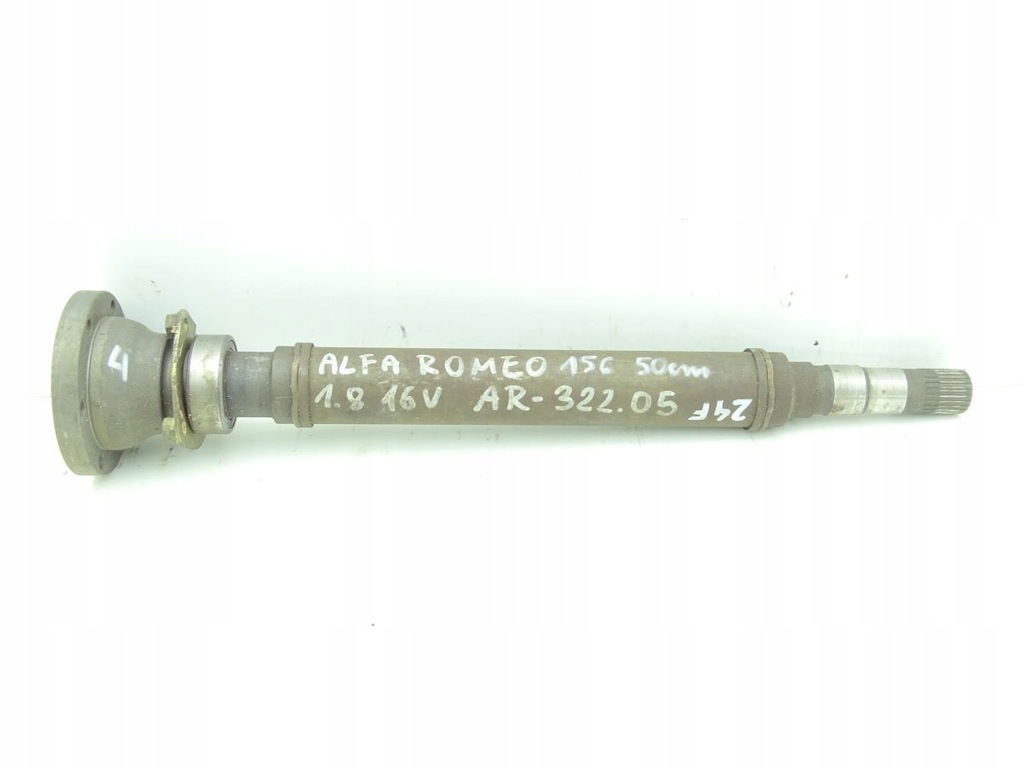 4
ALFA ROMEO 156 50cm
1.8 16V AR-322.05
24F